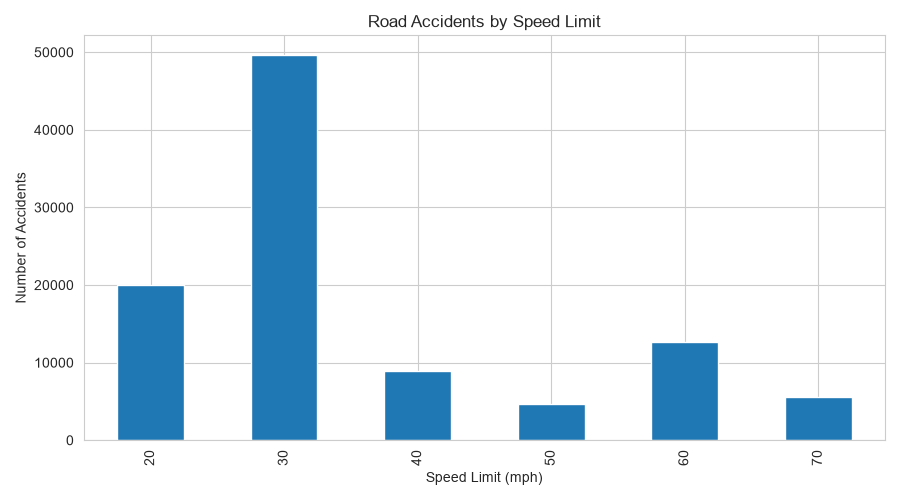 Road Accidents by Speed Limit
Number of Accidents
50000
40000
30000
20000
10000
0
20 30 40 50 60 70
Speed Limit (mph)